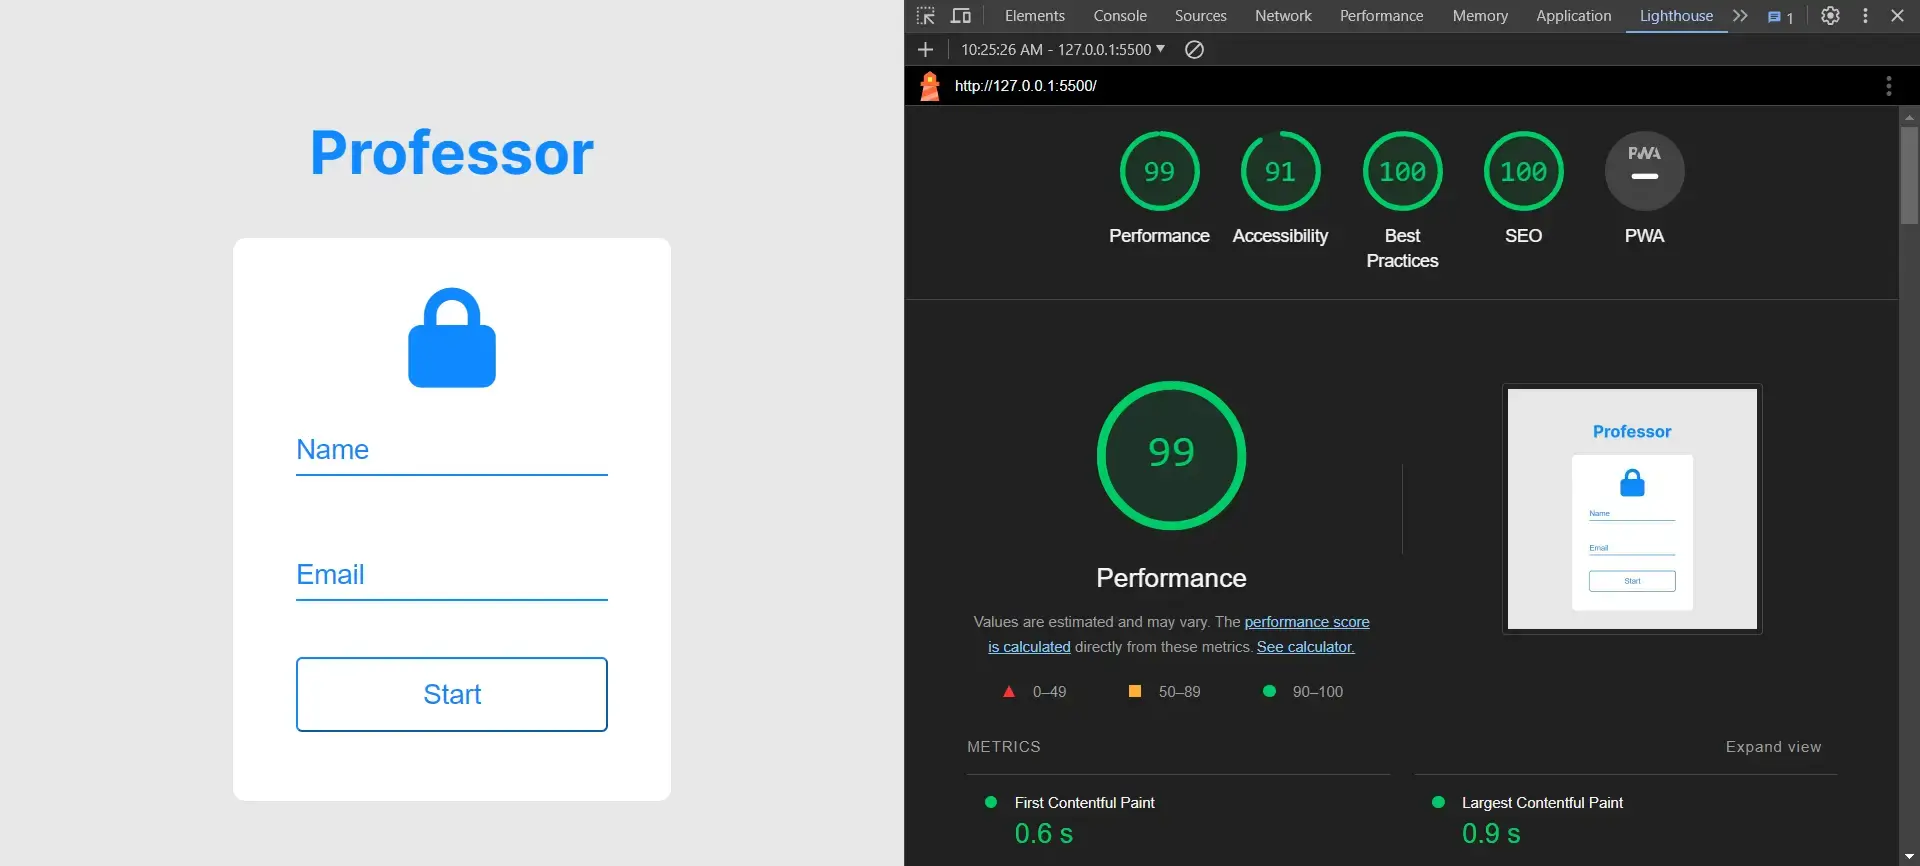 Professor
Name
Email
Start
Elements Console Sources Network Performance Memory Application Lighthouse 1
10:25:26 AM - 127.0.0.1:5500
http://127.0.0.1:5500/
99 91 100 100 PWA
Performance Accessibility Best SEO PWA
Practices
99
Performance
Values are estimated and may vary. The performance score
is calculated directly from these metrics. See calculator.
0–49 50–89 90–100
Professor
Name
Email
Start
METRICS Expand view
First Contentful Paint Largest Contentful Paint
0.6 s 0.9 s